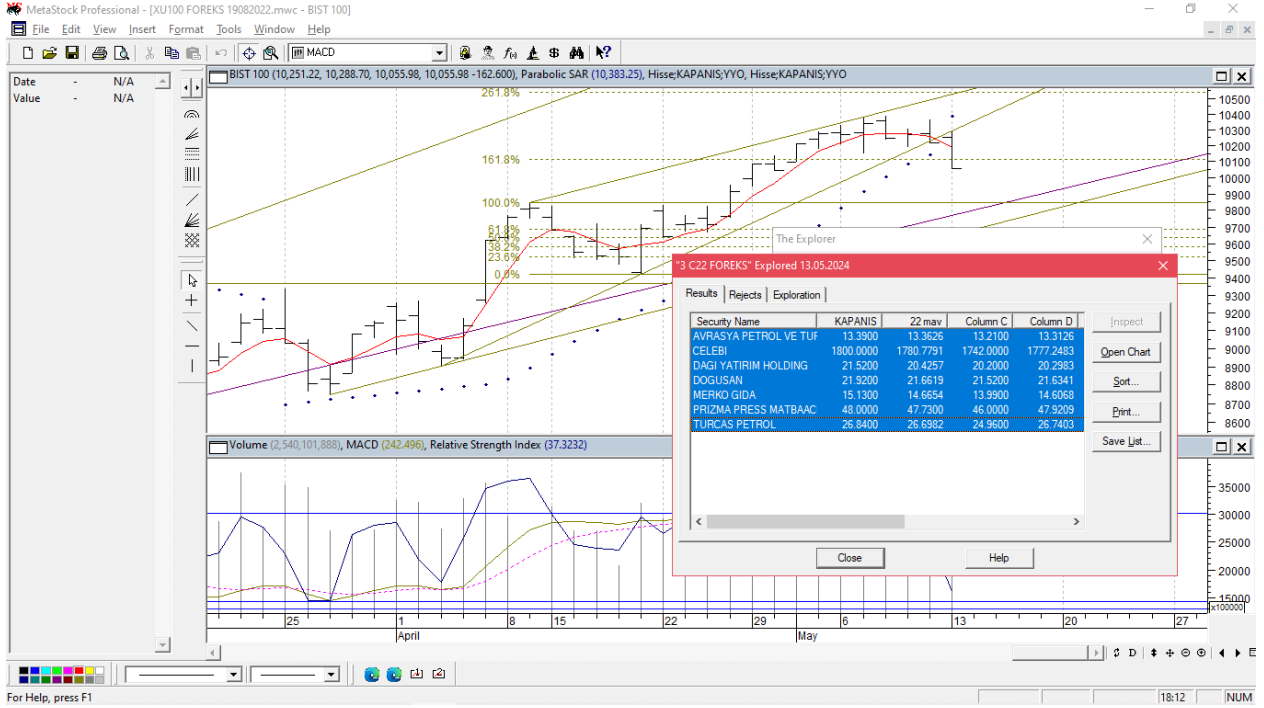 MetaStock Professional - [XU100 FOREKS 19082022.mwc - BIST 100]
File Edit View Insert Format Tools Window Help
MACD
Date - N/A
Value - N/A
BIST 100 (10,251.22, 10,288.70, 10,055.98, 10,055.98 -162.600), Parabolic SAR (10,383.25), Hisse;KAPANIS;YYO, Hisse;KAPANIS;YYO
261.8%
161.8%
100.0%
61.8%
38.2%
23.6%
0.0%
10500
10400
10300
10200
10100
10000
9900
9800
9700
9600
9500
9400
9300
9200
9100
9000
8900
8800
8700
8600
The Explorer
"3 C22 FOREKS" Explored 13.05.2024
Results Rejects Exploration
Security Name KAPANIS 22 mav Column C Column D
AVRASYA PETROL VE TUF 13.3900 13.3626 13.2100 13.3126
CELEBI 1800.0000 1780.7791 1742.0000 1777.2483
DAGI YATIRIM HOLDING 21.5200 20.4257 20.2000 20.2983
DOGUSAN 21.9200 21.6619 21.5200 21.6341
MERKO GIDA 15.1300 14.6654 13.9900 14.6068
PRIZMA PRESS MATBAAC 48.0000 47.7300 46.0000 47.9209
TURCAS PETROL 26.8400 26.6982 24.9600 26.7403
Inspect
Open Chart
Sort...
Print...
Save List...
Close Help
Volume (2,540,101,888), MACD (242.496), Relative Strength Index (37.3232)
35000
30000
25000
20000
15000
x100000
25 1 8 15 22 29 6 13 20 27
April May
D
For Help, press F1
18:12 NUM